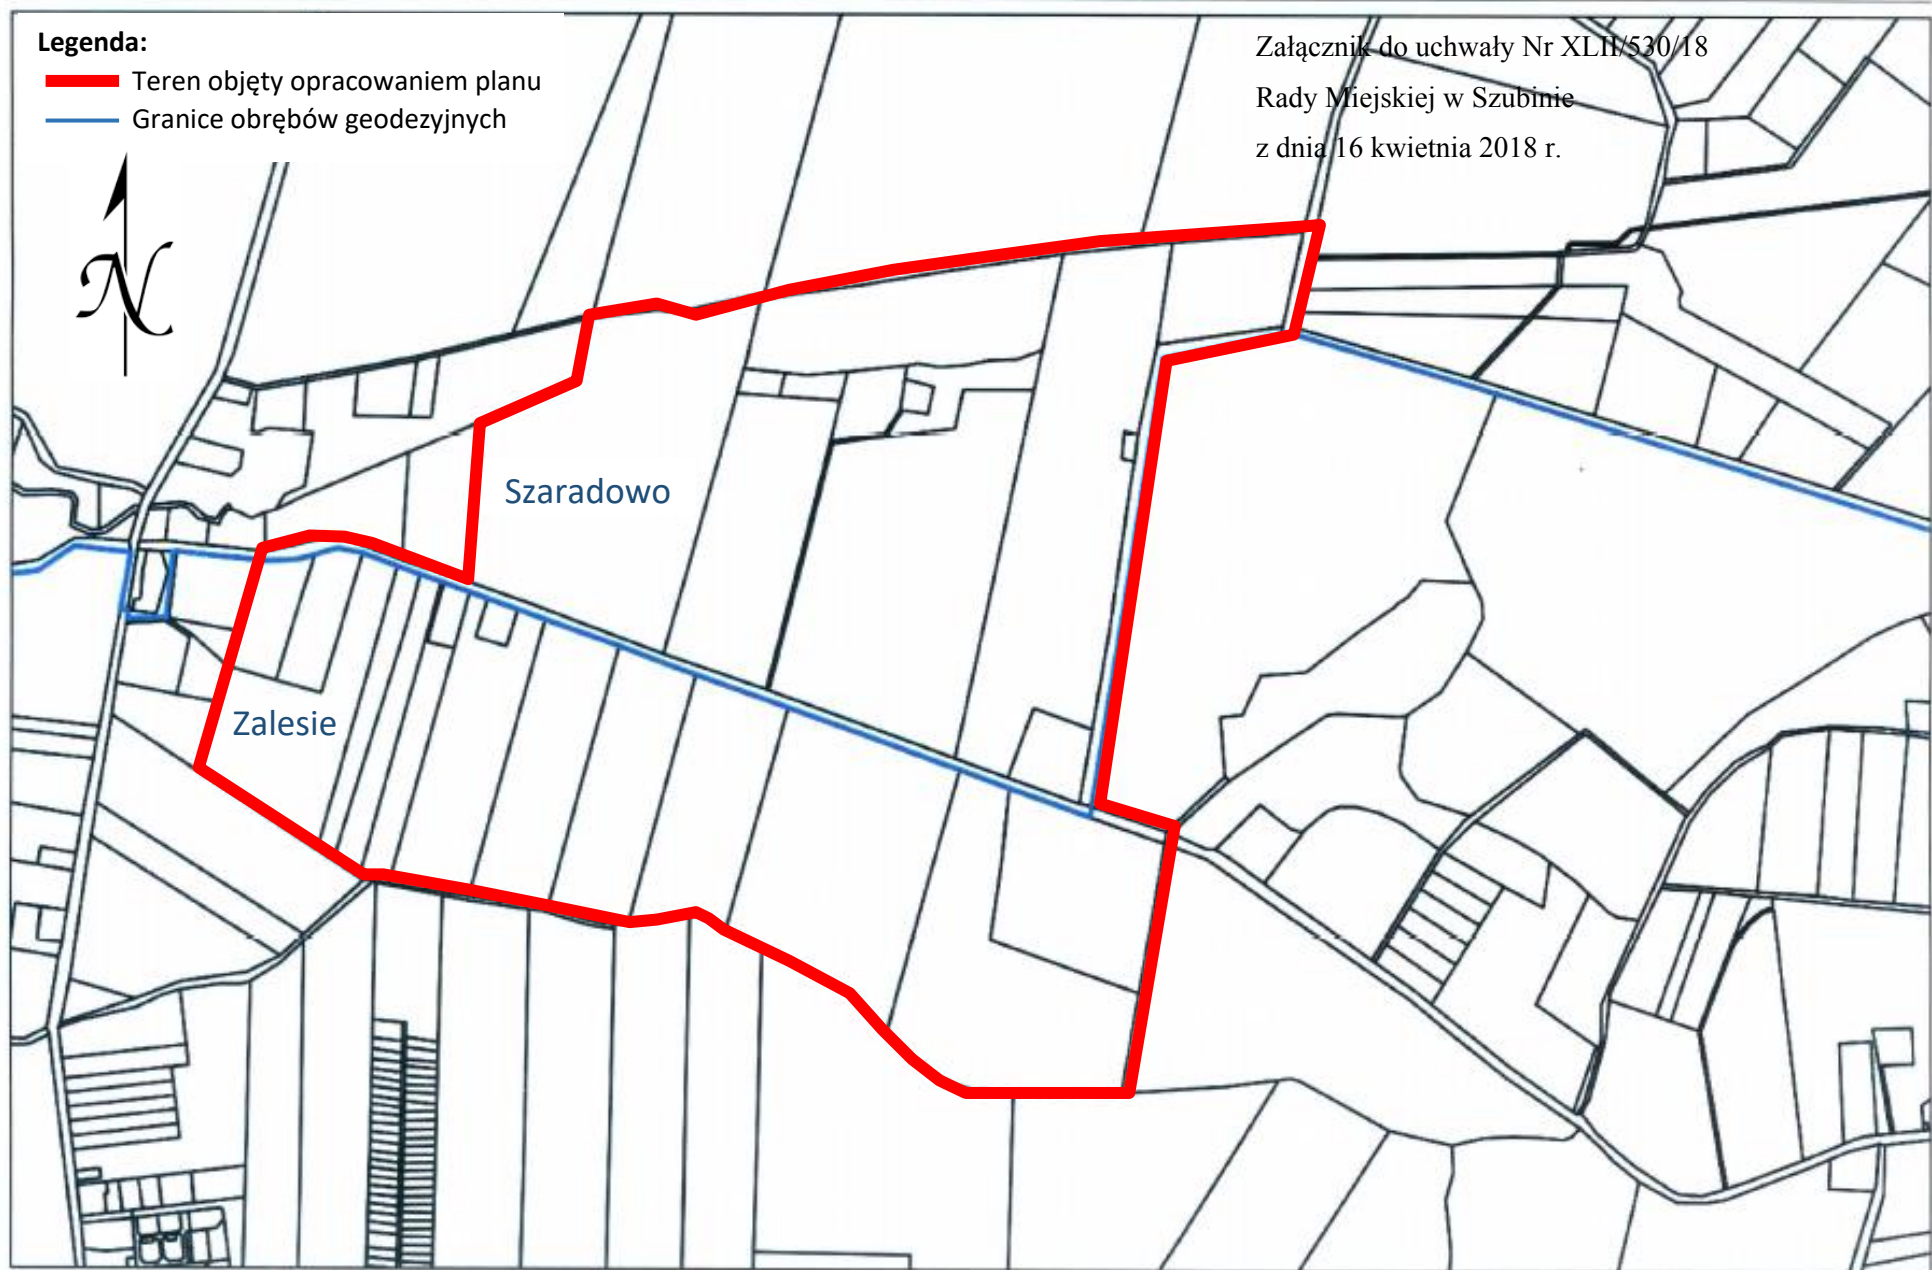 Legenda:
Teren objęty opracowaniem planu
Granice obrębów geodezyjnych
Załącznik do uchwały Nr XLII/530/18
Rady Miejskiej w Szubinie
z dnia 16 kwietnia 2018 r.
N
Szaradowo
Zalesie